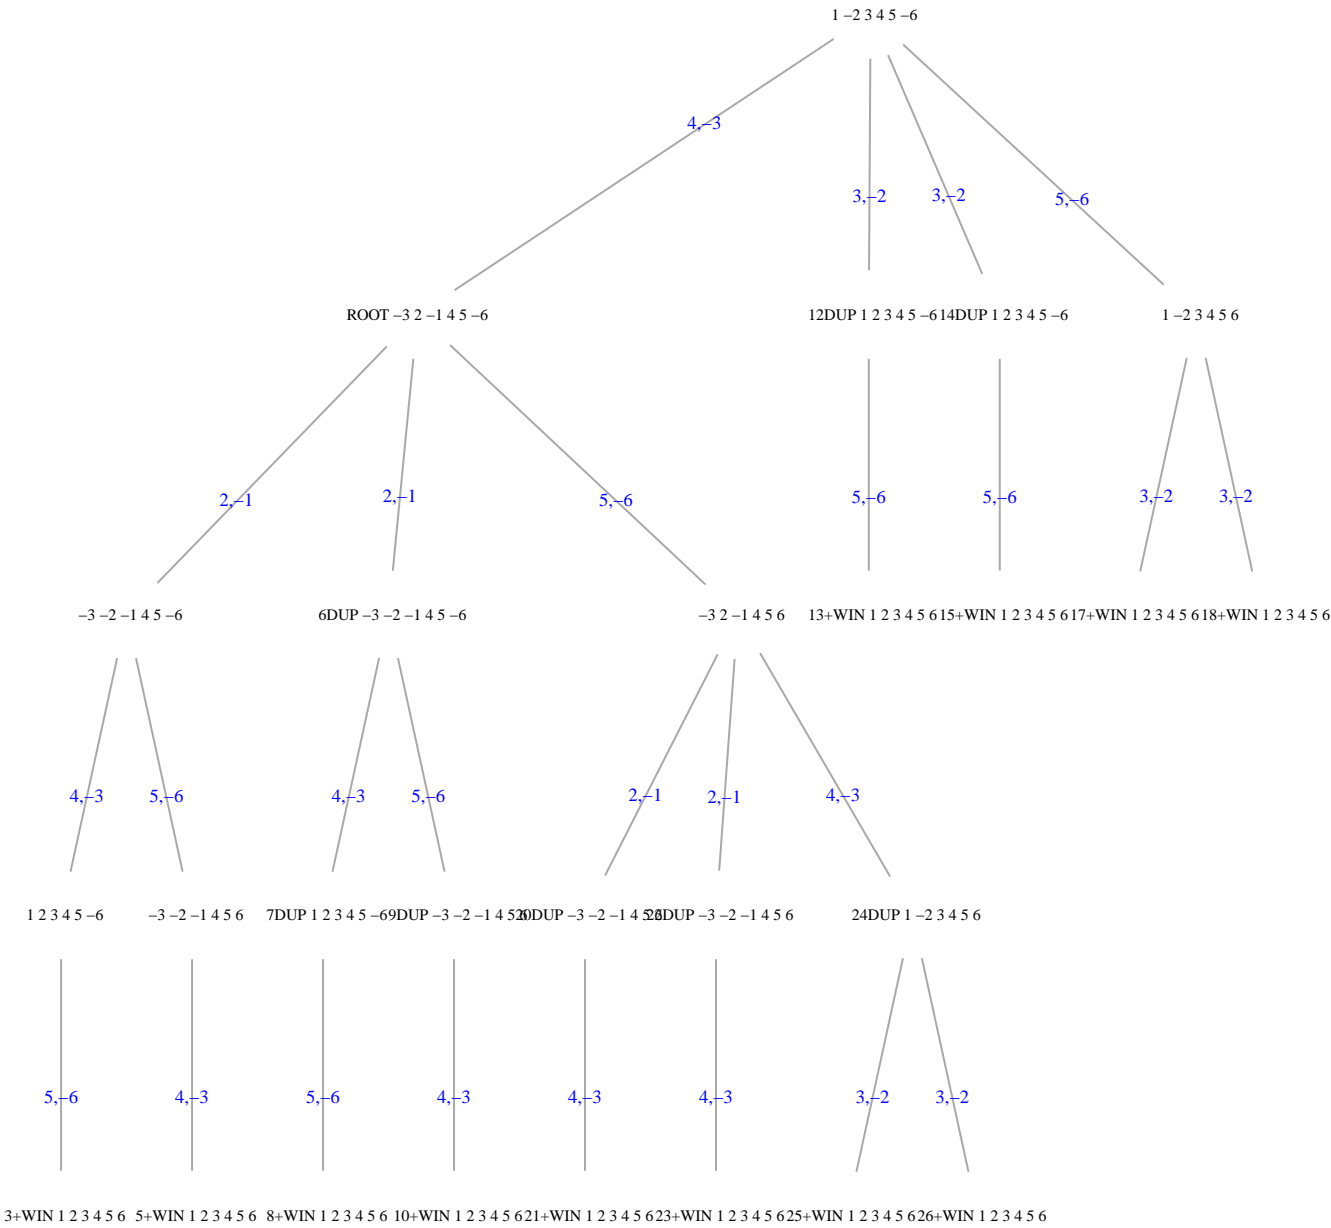 1 −2 3 4 5 −6
4,−3
3,−2
3,−2
5,−6
ROOT −3 2 −1 4 5 −6
12DUP 1 2 3 4 5 −6
14DUP 1 2 3 4 5 −6
1 −2 3 4 5 6
2,−1
2,−1
5,−6
5,−6
5,−6
3,−2
3,−2
−3 −2 −1 4 5 −6
6DUP −3 −2 −1 4 5 −6
−3 2 −1 4 5 6
13+WIN 1 2 3 4 5 6
15+WIN 1 2 3 4 5 6
17+WIN 1 2 3 4 5 6
18+WIN 1 2 3 4 5 6
4,−3
5,−6
4,−3
5,−6
2,−1
2,−1
4,−3
1 2 3 4 5 −6
−3 −2 −1 4 5 6
7DUP 1 2 3 4 5 −6
9DUP −3 −2 −1 4 5 6
20DUP −3 −2 −1 4 5 6
22DUP −3 −2 −1 4 5 6
24DUP 1 −2 3 4 5 6
5,−6
4,−3
5,−6
4,−3
4,−3
4,−3
3,−2
3,−2
3+WIN 1 2 3 4 5 6
5+WIN 1 2 3 4 5 6
8+WIN 1 2 3 4 5 6
10+WIN 1 2 3 4 5 6
21+WIN 1 2 3 4 5 6
23+WIN 1 2 3 4 5 6
25+WIN 1 2 3 4 5 6
26+WIN 1 2 3 4 5 6